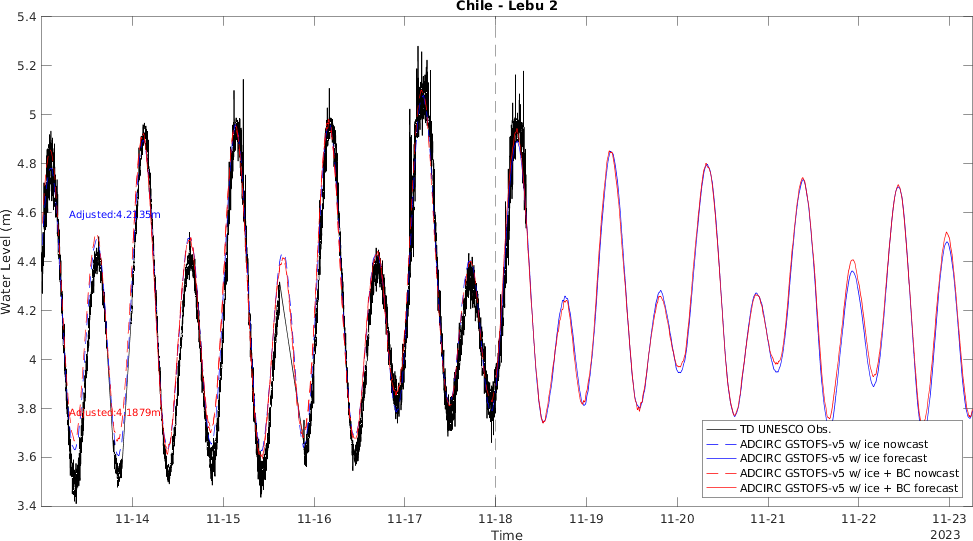 Chile - Lebu 2
5.4
5.2
5
4.8
4.6
4.4
4.2
4
3.8
3.6
3.4
Water Level (m)
Adjusted:4.2135m
Adjusted:4.1879m
TD UNESCO Obs.
ADCIRC GSTOFS-v5 w/ ice nowcast
ADCIRC GSTOFS-v5 w/ ice forecast
ADCIRC GSTOFS-v5 w/ ice + BC nowcast
ADCIRC GSTOFS-v5 w/ ice + BC forecast
11-14 11-15 11-16 11-17 11-18 11-19 11-20 11-21 11-22 11-23
2023
Time